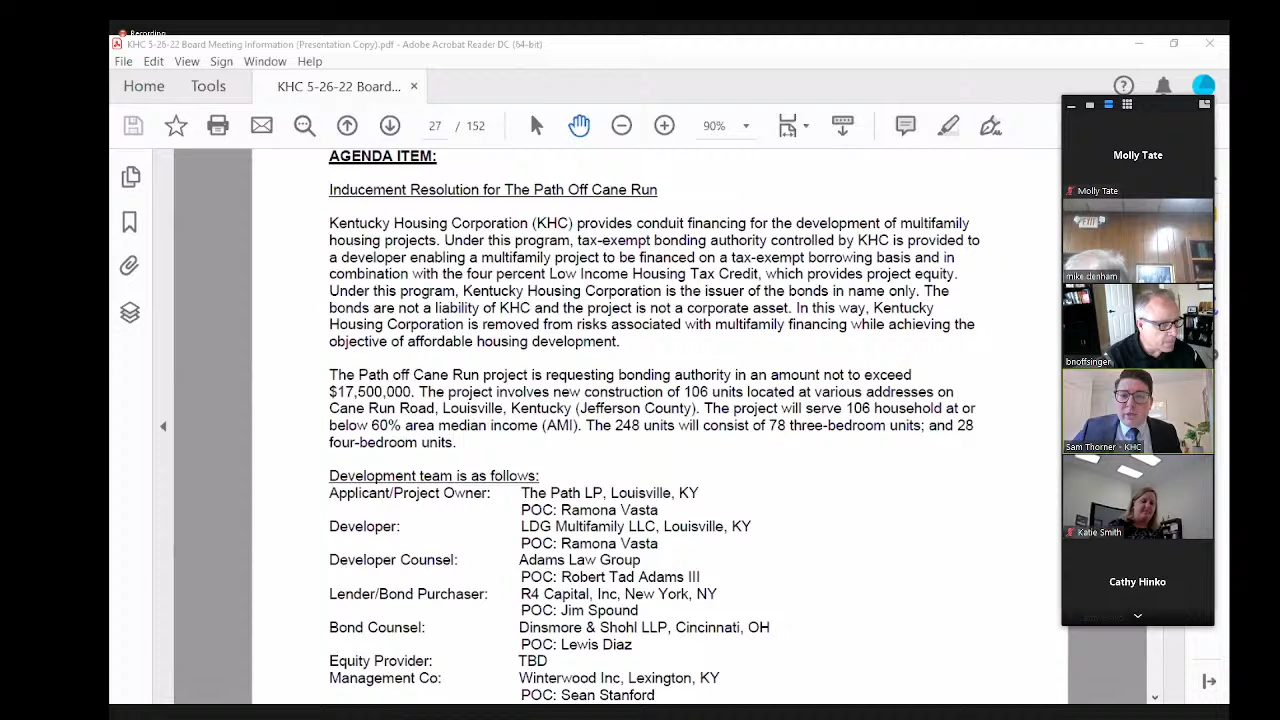 Recording
KHC 5-26-22 Board Meeting Information (Presentation Copy).pdf - Adobe Acrobat Reader DC (64-bit)
File Edit View Sign Window Help
Home Tools KHC 5-26-22 Board... ×
27 / 152 90%
AGENDA ITEM:
Inducement Resolution for The Path Off Cane Run
Kentucky Housing Corporation (KHC) provides conduit financing for the development of multifamily
housing projects. Under this program, tax-exempt bonding authority controlled by KHC is provided to
a developer enabling a multifamily project to be financed on a tax-exempt borrowing basis and in
combination with the four percent Low Income Housing Tax Credit, which provides project equity.
Under this program, Kentucky Housing Corporation is the issuer of the bonds in name only. The
bonds are not a liability of KHC and the project is not a corporate asset. In this way, Kentucky
Housing Corporation is removed from risks associated with multifamily financing while achieving the
objective of affordable housing development.
The Path off Cane Run project is requesting bonding authority in an amount not to exceed
$17,500,000. The project involves new construction of 106 units located at various addresses on
Cane Run Road, Louisville, Kentucky (Jefferson County). The project will serve 106 household at or
below 60% area median income (AMI). The 248 units will consist of 78 three-bedroom units; and 28
four-bedroom units.
Development team is as follows:
Applicant/Project Owner: The Path LP, Louisville, KY
POC: Ramona Vasta
Developer: LDG Multifamily LLC, Louisville, KY
POC: Ramona Vasta
Developer Counsel: Adams Law Group
POC: Robert Tad Adams III
Lender/Bond Purchaser: R4 Capital, Inc, New York, NY
POC: Jim Spound
Bond Counsel: Dinsmore & Shohl LLP, Cincinnati, OH
POC: Lewis Diaz
Equity Provider: TBD
Management Co: Winterwood Inc, Lexington, KY
POC: Sean Stanford
Molly Tate
Molly Tate
EXIT
mike denham
bnoffsinger
Sam Thorner - KHC
Katie Smith
Cathy Hinko